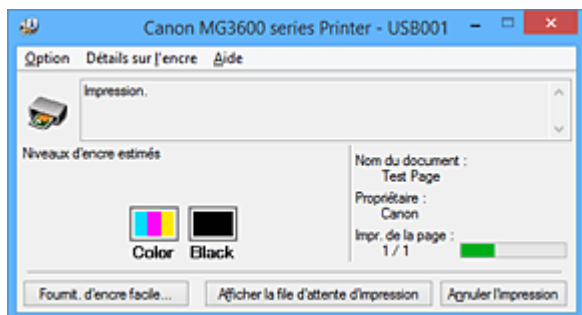 Canon MG3600 series Printer - USB001
Option Détails sur l'encre Aide
Impression.
Niveaux d'encre estimés
Color Black
Nom du document :
Test Page
Propriétaire :
Canon
Impr. de la page :
1 / 1
Fournit. d'encre facile... Afficher la file d'attente d'impression Annuler l'impression